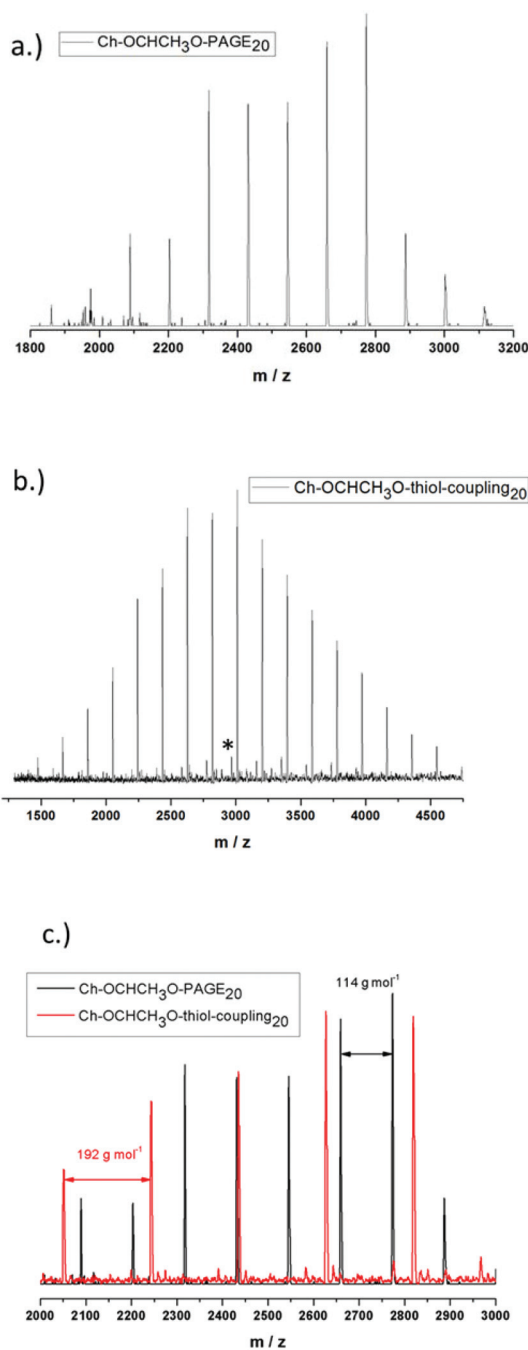 a.)
Ch-OCHCH3O-PAGE20
1800 2000 2200 2400 2600 2800 3000 3200
m / z
b.)
Ch-OCHCH3O-thiol-coupling20
*
1500 2000 2500 3000 3500 4000 4500
m / z
c.)
Ch-OCHCH3O-PAGE20
Ch-OCHCH3O-thiol-coupling20
114 g mol-1
192 g mol-1
2000 2100 2200 2300 2400 2500 2600 2700 2800 2900 3000
m / z